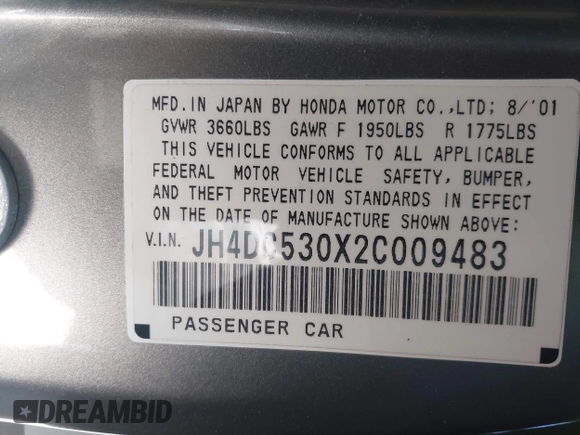 MFD.IN JAPAN BY HONDA MOTOR CO.,LTD; 8/'01
GVWR 3660LBS GAWR F 1950LBS R 1775LBS
THIS VEHICLE CONFORMS TO ALL APPLICABLE
FEDERAL MOTOR VEHICLE SAFETY, BUMPER,
AND THEFT PREVENTION STANDARDS IN EFFECT
ON THE DATE OF MANUFACTURE SHOWN ABOVE:
V.I.N. JH4DC530X2C009483
PASSENGER CAR
DREAMBID